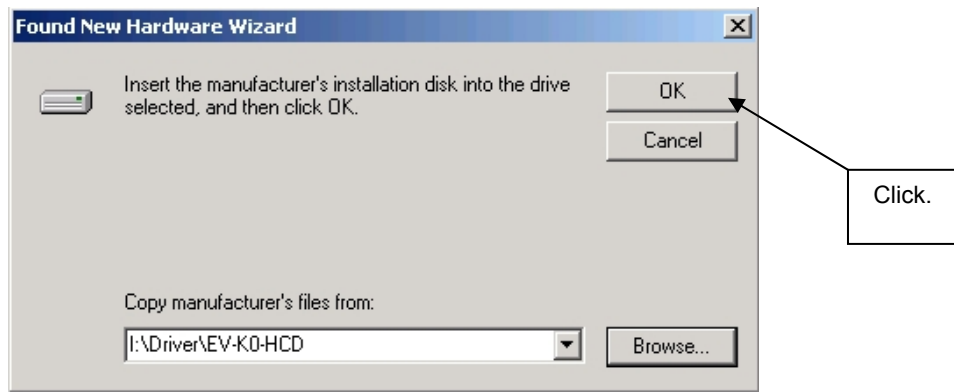 Found New Hardware Wizard
Insert the manufacturer's installation disk into the drive
selected, and then click OK.
OK
Cancel
Click.
Copy manufacturer's files from:
I:\Driver\EV-K0-HCD
Browse...